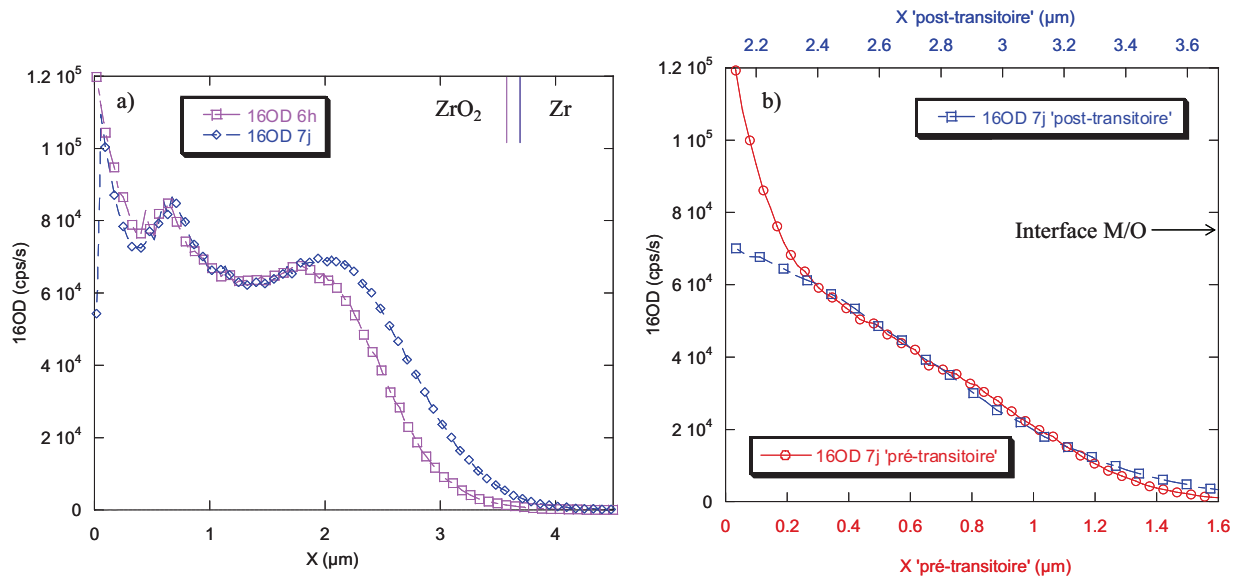 a)
16OD 6h
16OD 7j
ZrO2
Zr
1.2 10^5
1 10^5
8 10^4
6 10^4
4 10^4
2 10^4
0
16OD (cps/s)
0 1 2 3 4
X (µm)
X 'post-transitoire' (µm)
2.2 2.4 2.6 2.8 3 3.2 3.4 3.6
b)
16OD 7j 'post-transitoire'
Interface M/O
16OD 7j 'pré-transitoire'
1.2 10^5
1 10^5
8 10^4
6 10^4
4 10^4
2 10^4
0
16OD (cps/s)
0 0.2 0.4 0.6 0.8 1 1.2 1.4 1.6
X 'pré-transitoire' (µm)